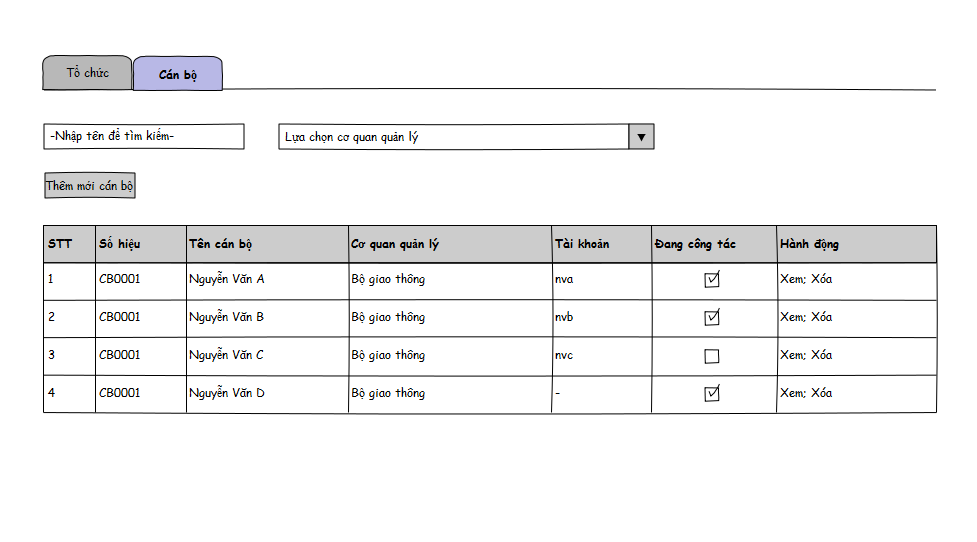 Tổ chức Cán bộ
-Nhập tên để tìm kiếm- Lựa chọn cơ quan quản lý
Thêm mới cán bộ
STT Số hiệu Tên cán bộ Cơ quan quản lý Tài khoản Đang công tác Hành động
1 CB0001 Nguyễn Văn A Bộ giao thông nva Xem; Xóa
2 CB0001 Nguyễn Văn B Bộ giao thông nvb Xem; Xóa
3 CB0001 Nguyễn Văn C Bộ giao thông nvc Xem; Xóa
4 CB0001 Nguyễn Văn D Bộ giao thông - Xem; Xóa